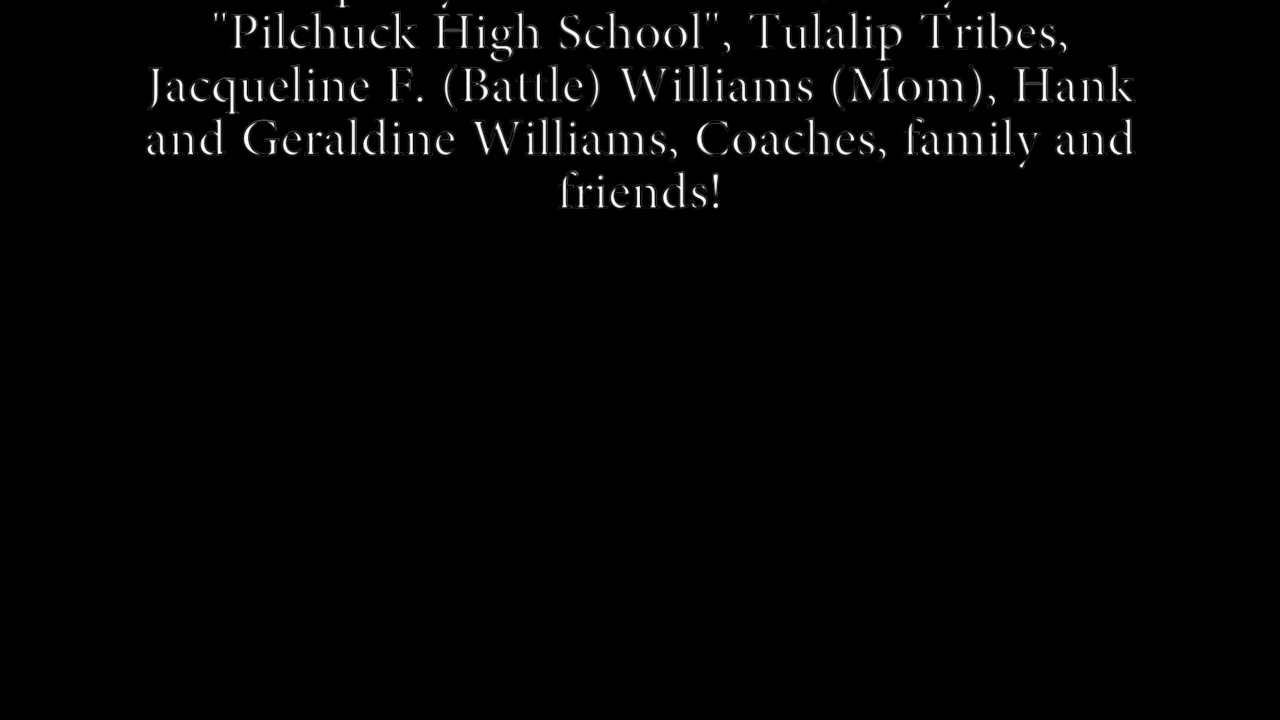 "Pilchuck High School", Tulalip Tribes,
Jacqueline F. (Battle) Williams (Mom), Hank
and Geraldine Williams, Coaches, family and
friends!